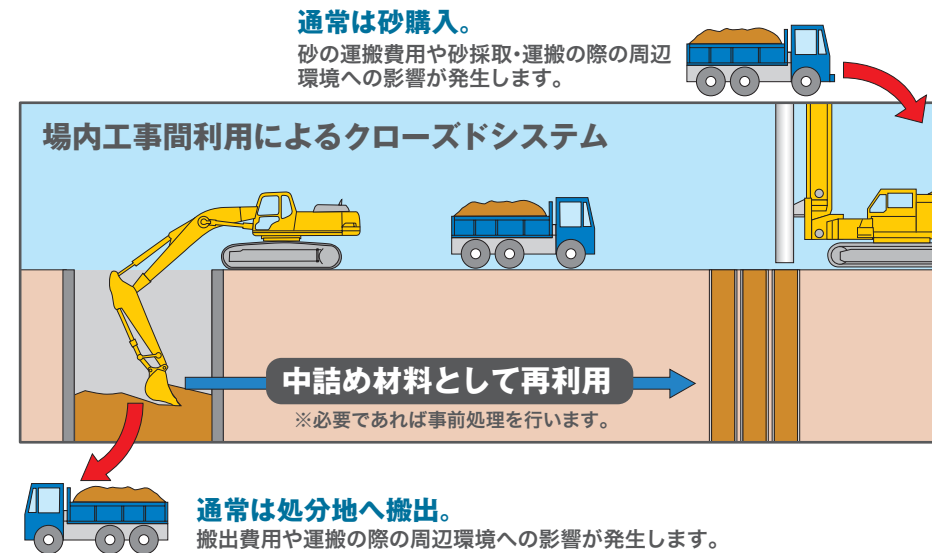 通常は砂購入。
砂の運搬費用や砂採取・運搬の際の周辺
環境への影響が発生します。
場内工事間利用によるクローズドシステム
中詰め材料として再利用
※必要であれば事前処理を行います。
通常は処分地へ搬出。
搬出費用や運搬の際の周辺環境への影響が発生します。